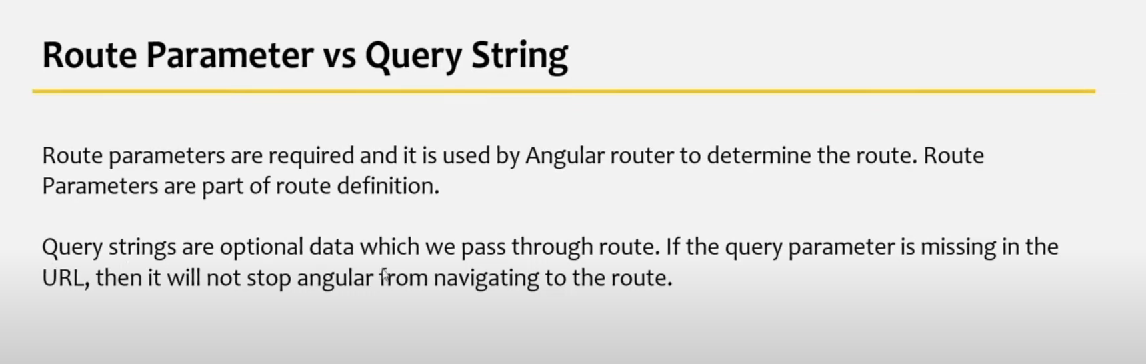 Route Parameter vs Query String
Route parameters are required and it is used by Angular router to determine the route. Route
Parameters are part of route definition.
Query strings are optional data which we pass through route. If the query parameter is missing in the
URL, then it will not stop angular from navigating to the route.